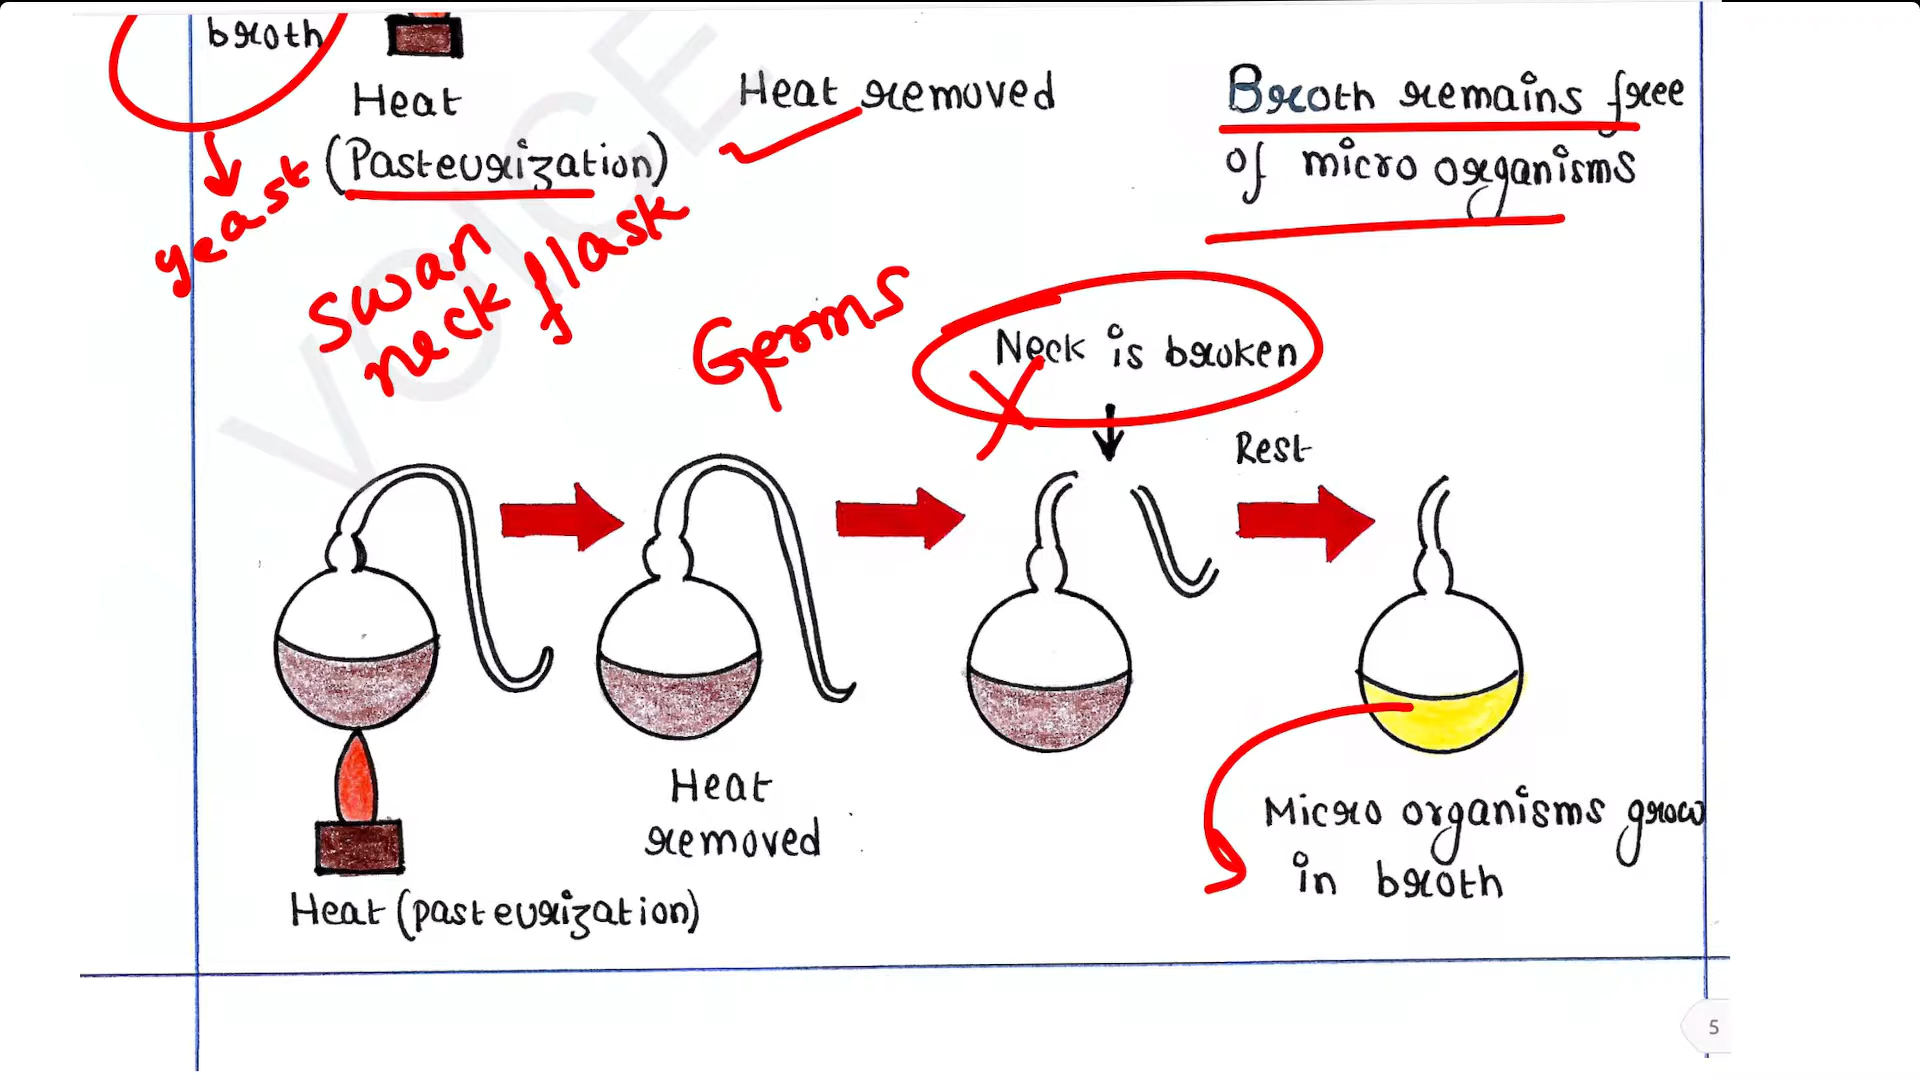 broth
Heat
(Pasteurization)
Heat removed
Broth remains free
of micro organisms
yeast
swan
neck flask
Germs
Neck is broken
Rest
VOICE
Heat
removed
Heat (pasteurization)
Micro organisms grow
in broth
5